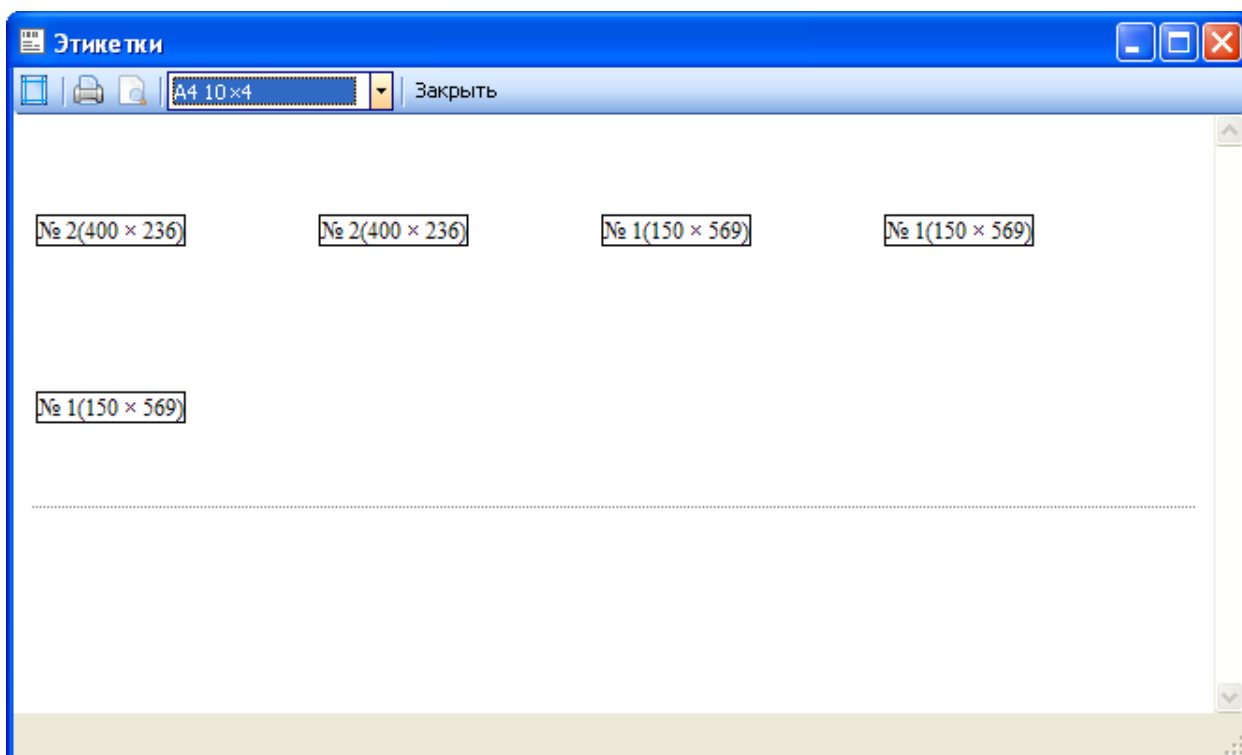 Этикетки
А4 10×4 Закрыть
№ 2(400 × 236) № 2(400 × 236) № 1(150 × 569) № 1(150 × 569)
№ 1(150 × 569)